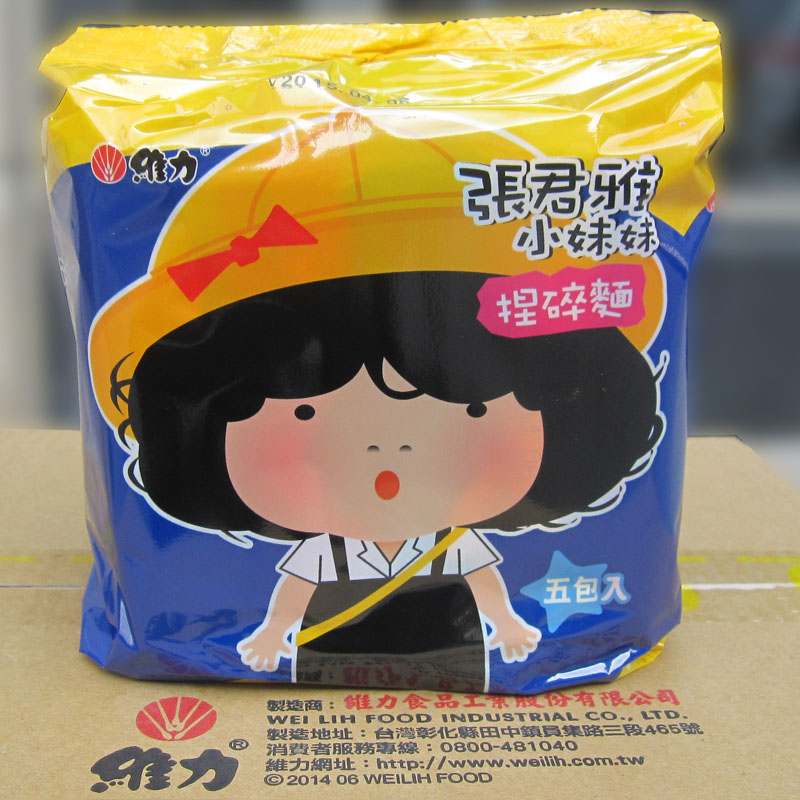 V2015.04.06
維力®
張君雅
小妹妹
捏碎麵
五包入
製造商：維力食品工業股份有限公司
WEI LIH FOOD INDUSTRIAL CO., LTD.
製造地址：台灣彰化縣田中鎮員集路三段465號
消費者服務專線：0800-481040
維力網址：http://www.weilih.com.tw
©2014 06 WEILIH FOOD
維力®